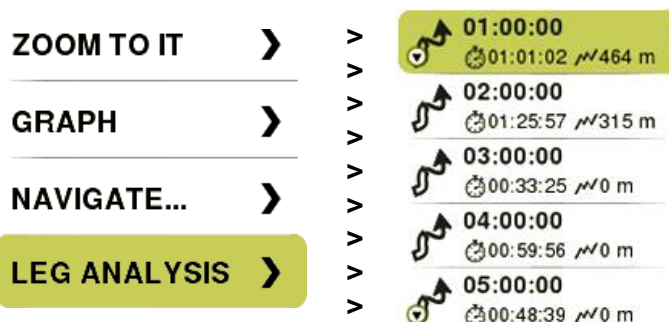 ZOOM TO IT
GRAPH
NAVIGATE...
LEG ANALYSIS
>
>
>
>
>
>
>
>
>
01:00:00
01:01:02 464 m
02:00:00
01:25:57 315 m
03:00:00
00:33:25 0 m
04:00:00
00:59:56 0 m
05:00:00
00:48:39 0 m